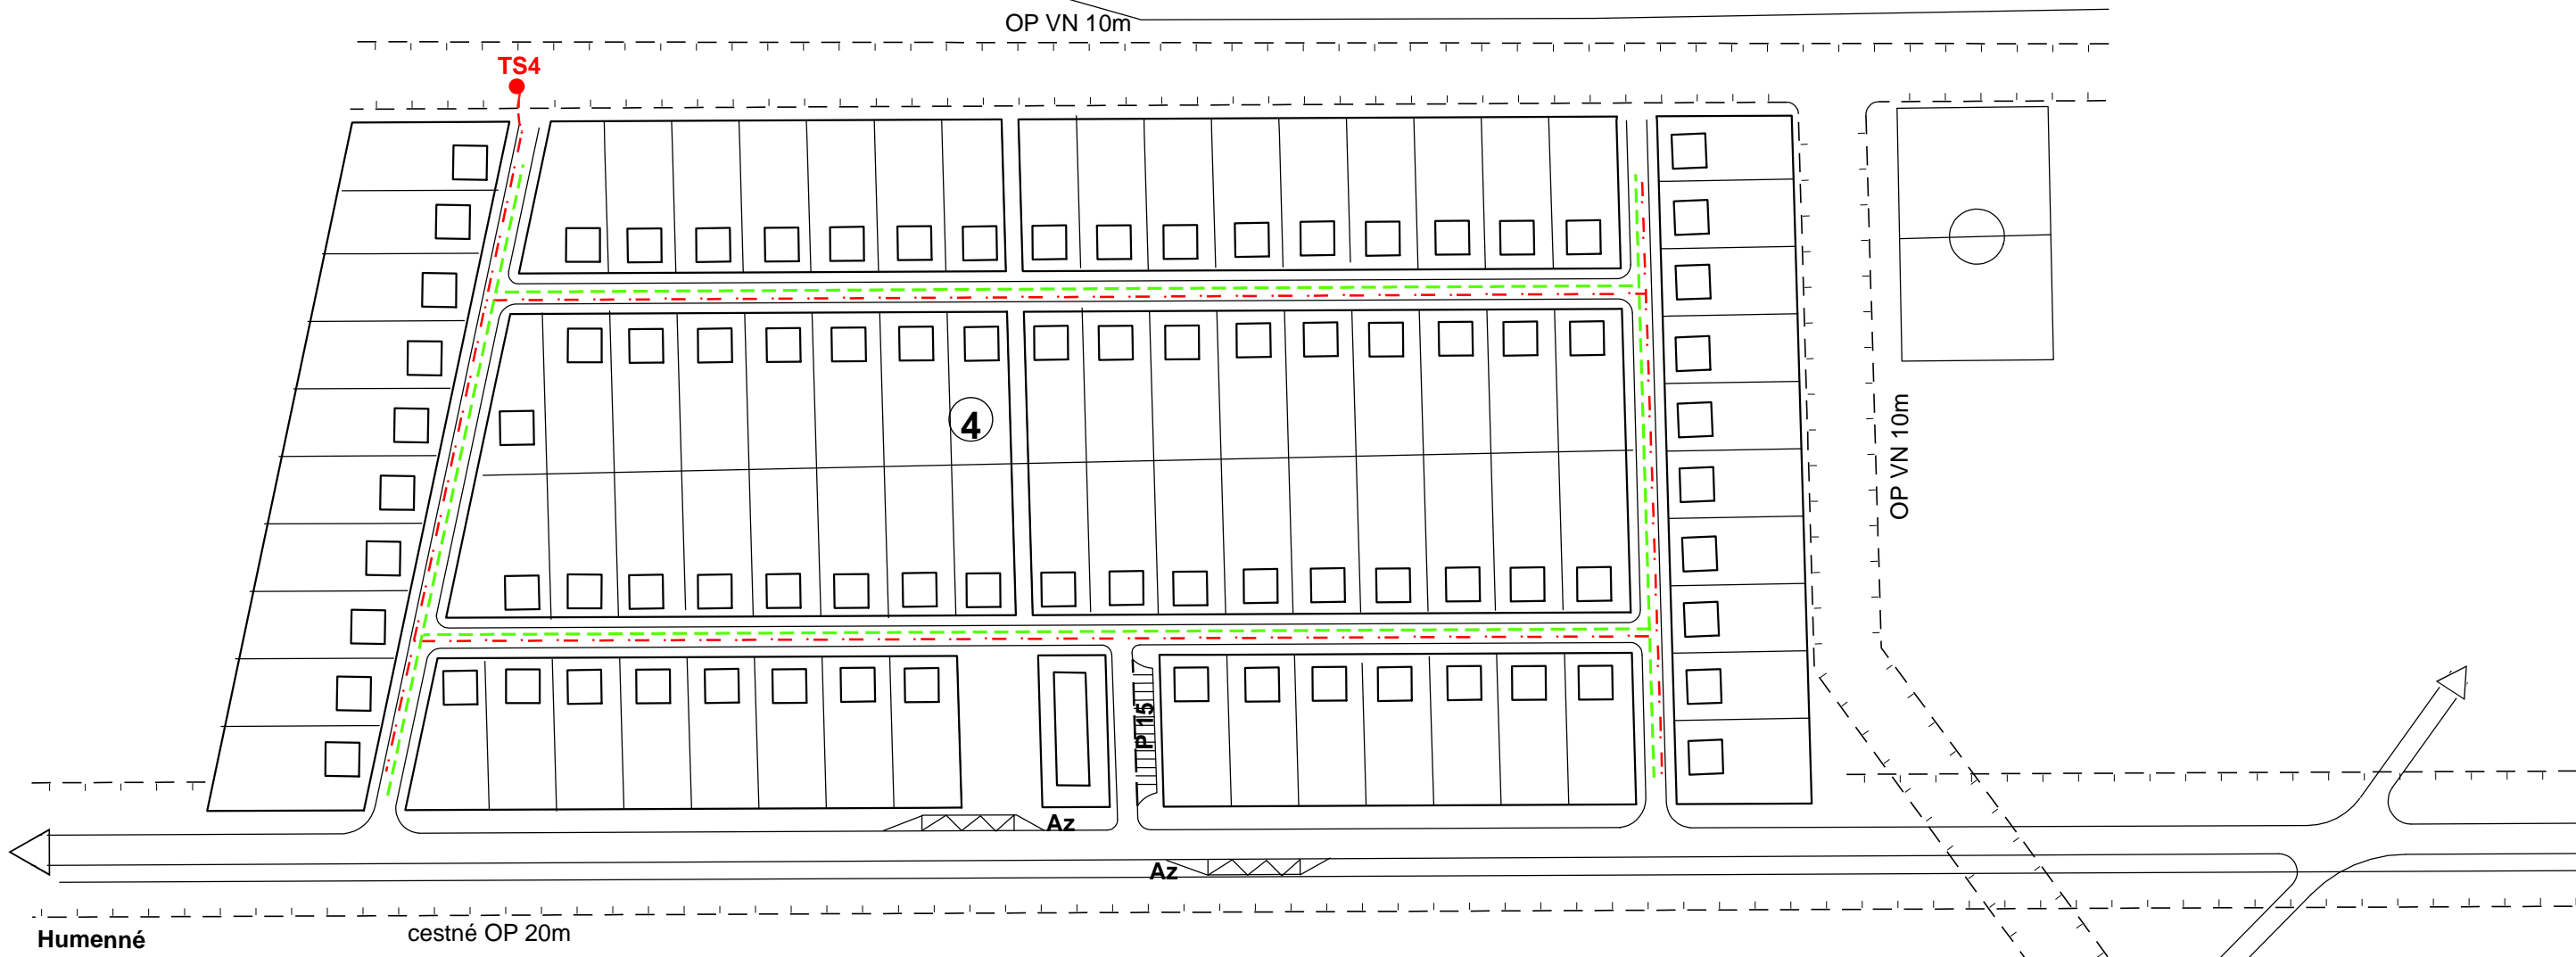 OP VN 10m
TS4
4
OP VN 10m
P 15
Az
Az
Humenné
cestné OP 20m